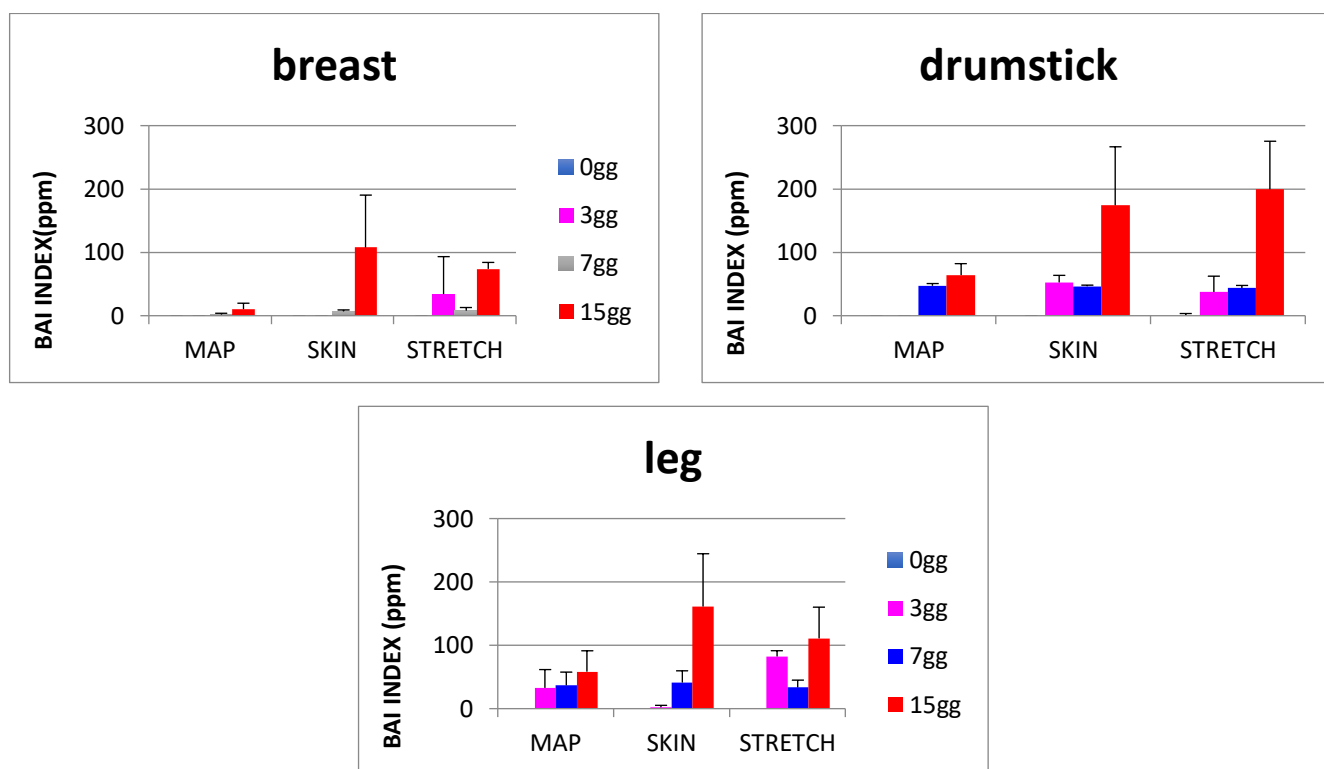 breast
BAI INDEX(ppm)
300
200
100
0
MAP SKIN STRETCH
0gg
3gg
7gg
15gg
drumstick
BAI INDEX (ppm)
300
200
100
0
MAP SKIN STRETCH
leg
BAI INDEX (ppm)
300
200
100
0
MAP SKIN STRETCH
0gg
3gg
7gg
15gg